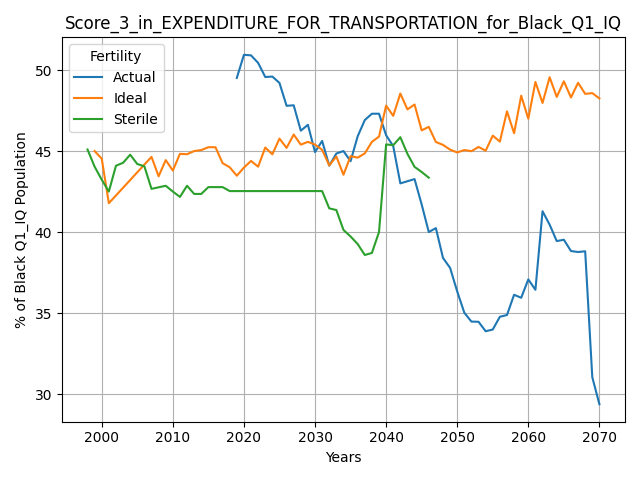 Score_3_in_EXPENDITURE_FOR_TRANSPORTATION_for_Black_Q1_IQ
Fertility
Actual
Ideal
Sterile
% of Black Q1_IQ Population
50
45
40
35
30
2000 2010 2020 2030 2040 2050 2060 2070
Years